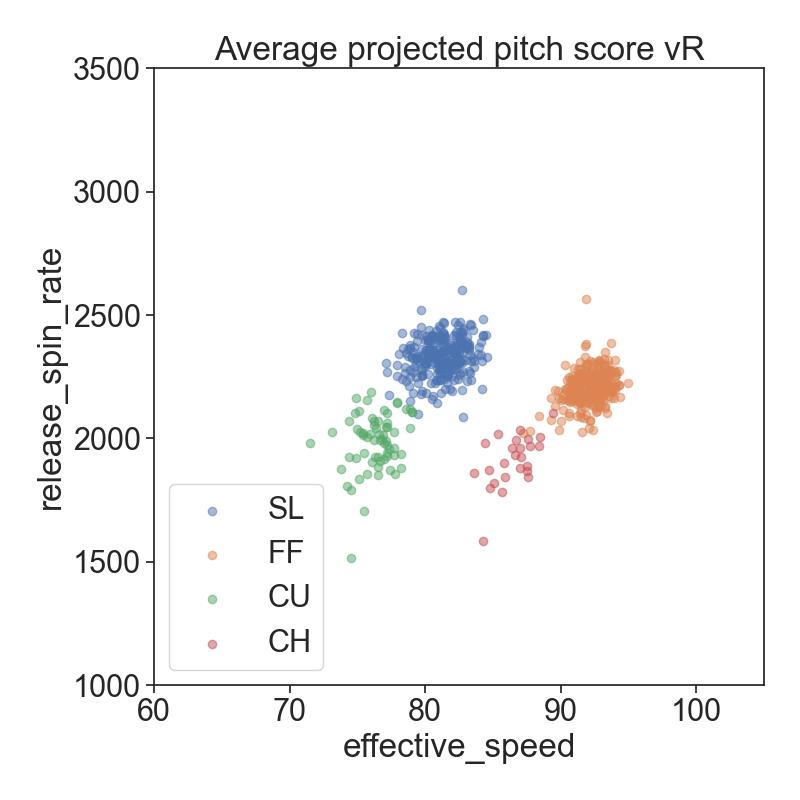 Average projected pitch score vR
3500
3000
2500
2000
1500
1000
release_spin_rate
SL
FF
CU
CH
60 70 80 90 100
effective_speed